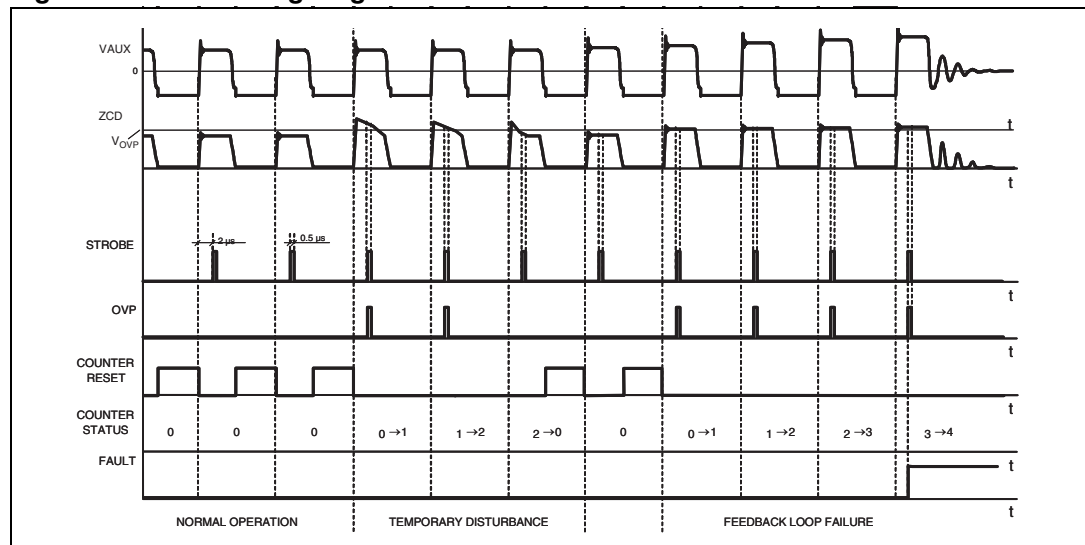 VAUX
0
ZCD
t
VOVP
t
2 µs
0.5 µs
STROBE
t
OVP
t
COUNTER
RESET
t
COUNTER
STATUS
0 0 0 0 →1 1 →2 2 →0 0 0 →1 1 →2 2 →3 3 →4
FAULT
t
t
NORMAL OPERATION TEMPORARY DISTURBANCE FEEDBACK LOOP FAILURE